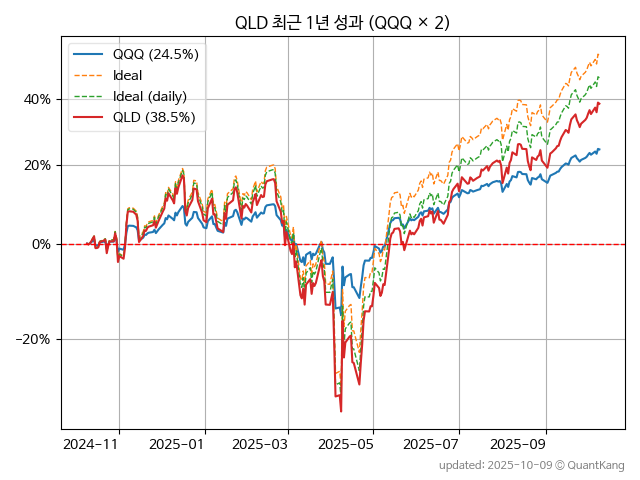 QLD 최근 1년 성과 (QQQ × 2)
QQQ (24.5%)
Ideal
Ideal (daily)
QLD (38.5%)
40%
20%
0%
−20%
2024-11
2025-01
2025-03
2025-05
2025-07
2025-09
updated: 2025-10-09 © QuantKang